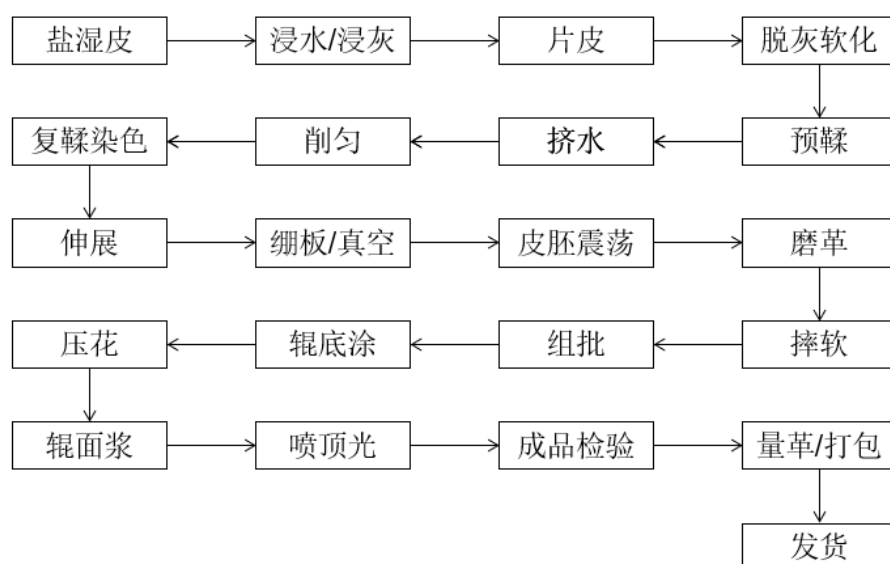 盐湿皮
浸水/浸灰
片皮
脱灰软化
复鞣染色
削匀
挤水
预鞣
伸展
绷板/真空
皮胚震荡
磨革
压花
辊底涂
组批
摔软
辊面浆
喷顶光
成品检验
量革/打包
发货